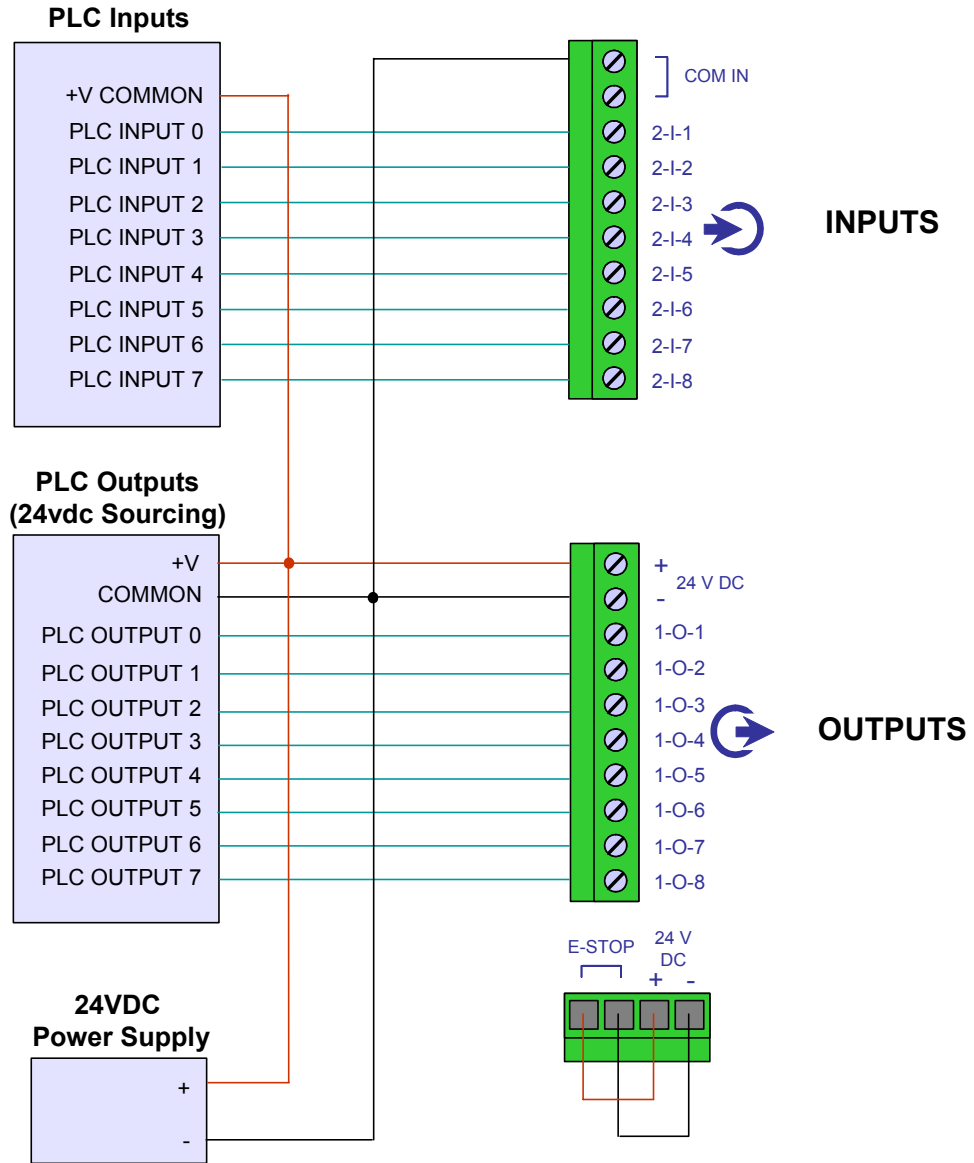 PLC Inputs
+V COMMON
PLC INPUT 0
PLC INPUT 1
PLC INPUT 2
PLC INPUT 3
PLC INPUT 4
PLC INPUT 5
PLC INPUT 6
PLC INPUT 7
COM IN
2-I-1
2-I-2
2-I-3
2-I-4
2-I-5
2-I-6
2-I-7
2-I-8
INPUTS
PLC Outputs
(24vdc Sourcing)
+V
COMMON
PLC OUTPUT 0
PLC OUTPUT 1
PLC OUTPUT 2
PLC OUTPUT 3
PLC OUTPUT 4
PLC OUTPUT 5
PLC OUTPUT 6
PLC OUTPUT 7
+
24 V DC
-
1-O-1
1-O-2
1-O-3
1-O-4
1-O-5
1-O-6
1-O-7
1-O-8
OUTPUTS
E-STOP
24 V
DC
+ -
24VDC
Power Supply
+
-